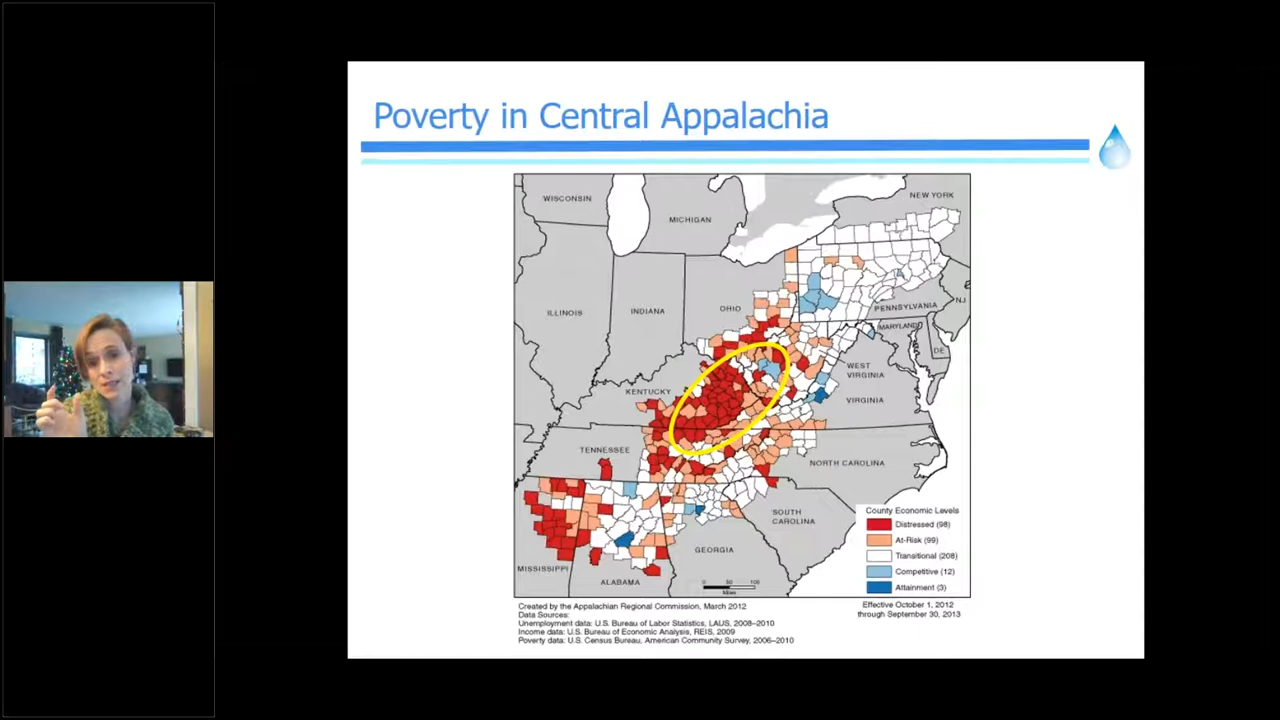 Poverty in Central Appalachia
WISCONSIN
NEW YORK
MICHIGAN
PENNSYLVANIA
NJ
ILLINOIS
INDIANA
OHIO
MARYLAND
DE
WEST
VIRGINIA
KENTUCKY
VIRGINIA
TENNESSEE
NORTH CAROLINA
SOUTH
CAROLINA
GEORGIA
MISSISSIPPI
ALABAMA
County Economic Levels
Distressed (98)
At-Risk (99)
Transitional (208)
Competitive (12)
Attainment (3)
0 50 100
Miles
Created by the Appalachian Regional Commission, March 2012
Data Sources:
Unemployment data: U.S. Bureau of Labor Statistics, LAUS, 2008–2010
Income data: U.S. Bureau of Economic Analysis, REIS, 2009
Poverty data: U.S. Census Bureau, American Community Survey, 2006–2010
Effective October 1, 2012
through September 30, 2013